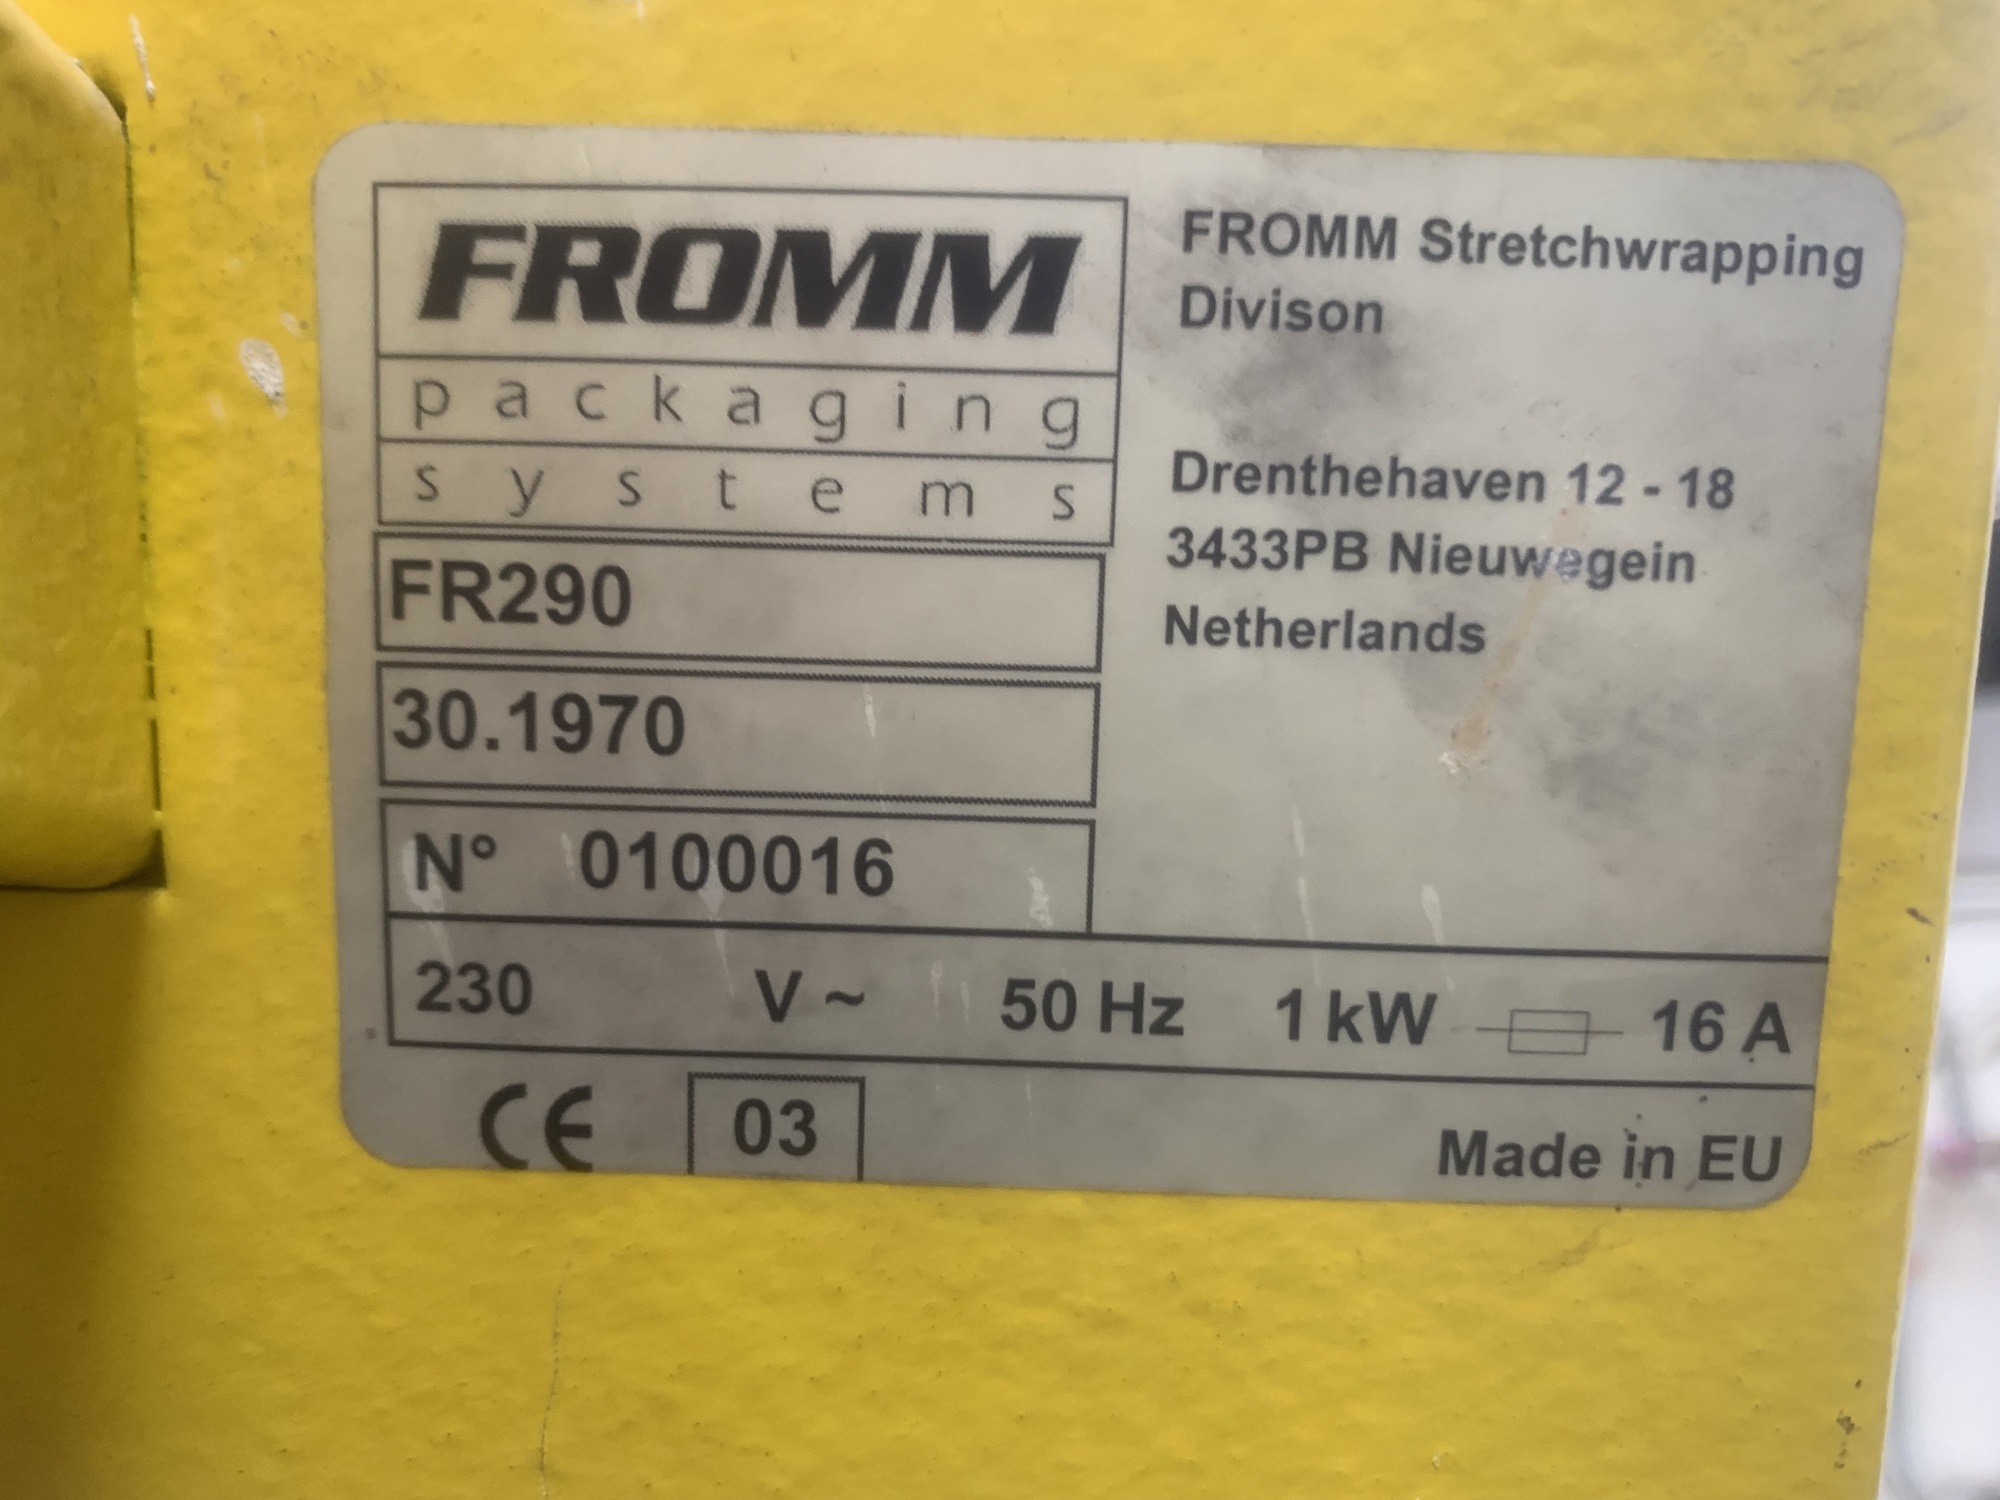 FROMM
packaging
systems
FR290
30.1970
N° 0100016
FROMM Stretchwrapping
Divison
Drenthehaven 12 - 18
3433PB Nieuwegein
Netherlands
230 V ~ 50 Hz 1 kW 16 A
CE 03 Made in EU